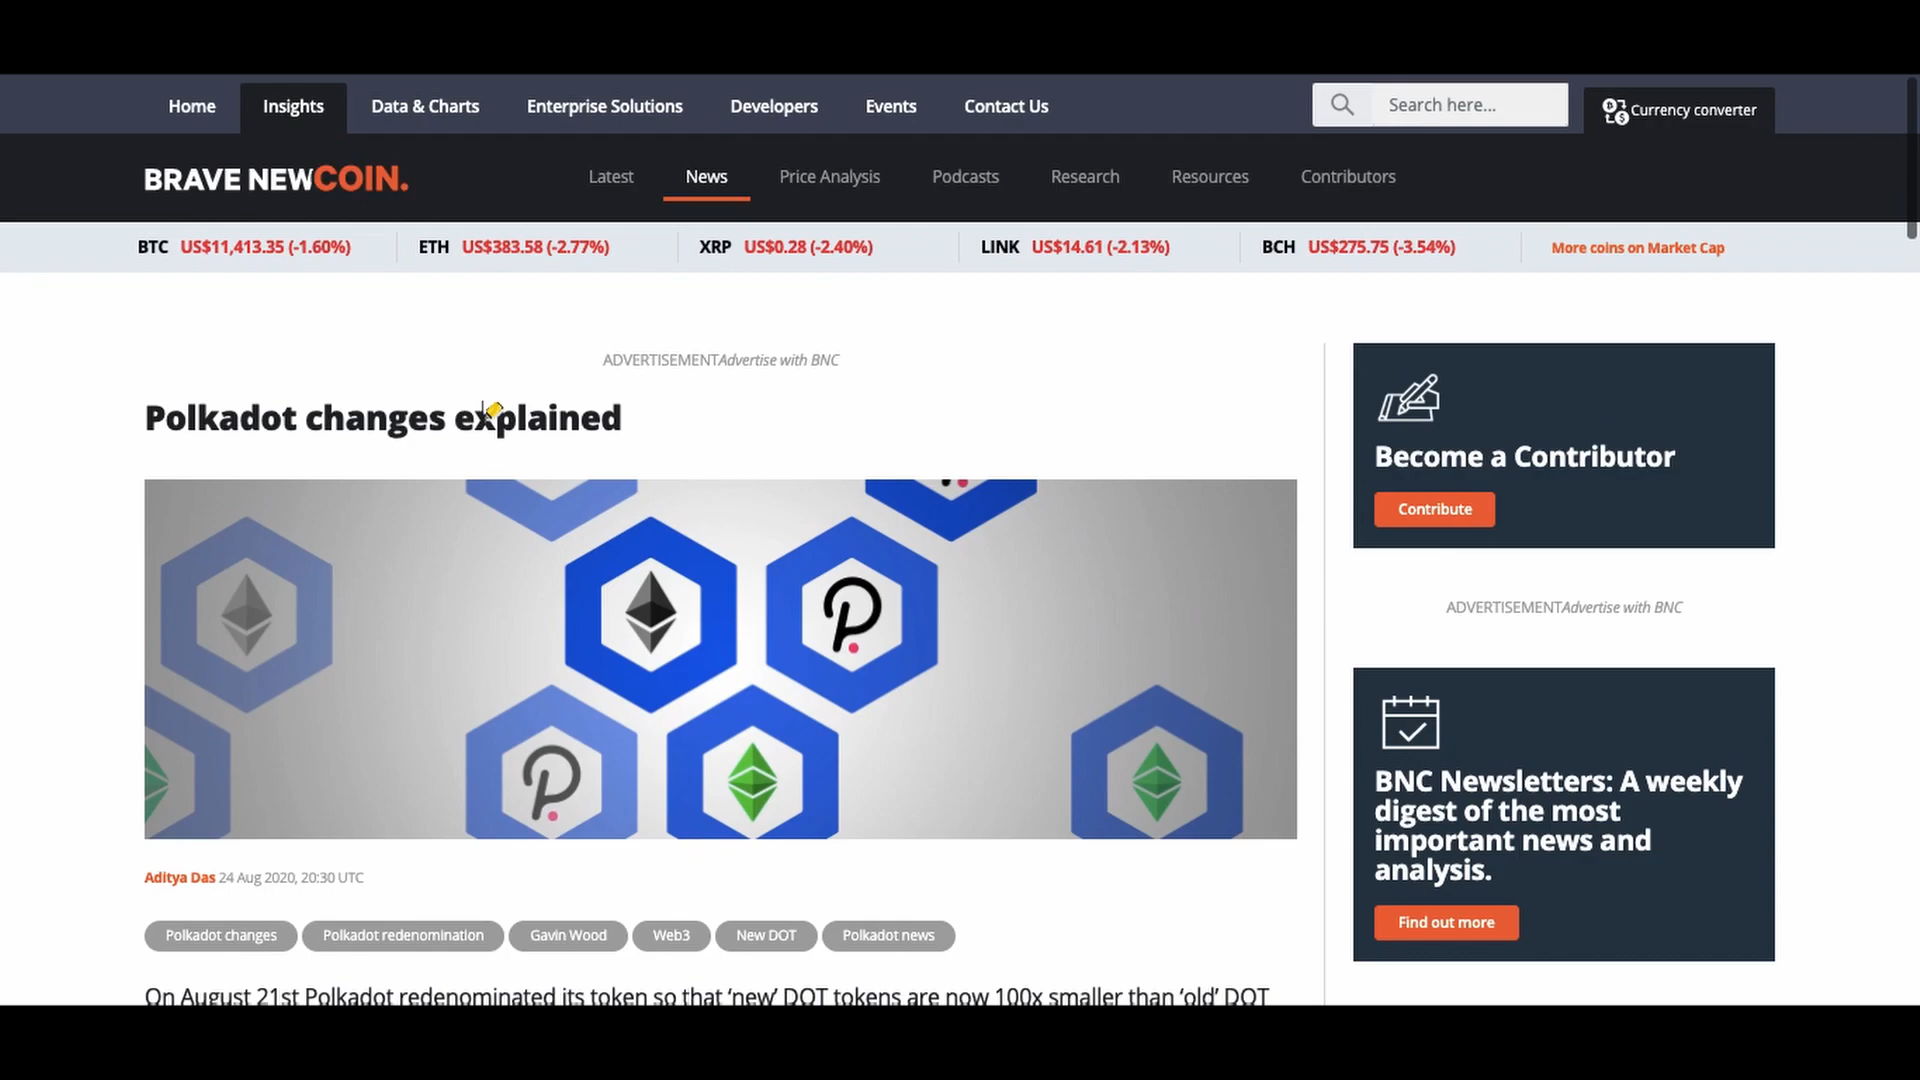 Home Insights Data & Charts Enterprise Solutions Developers Events Contact Us Search here... Currency converter
BRAVE NEWCOIN. Latest News Price Analysis Podcasts Research Resources Contributors
BTC US$11,413.35 (-1.60%) ETH US$383.58 (-2.77%) XRP US$0.28 (-2.40%) LINK US$14.61 (-2.13%) BCH US$275.75 (-3.54%) More coins on Market Cap
ADVERTISEMENTAdvertise with BNC
Polkadot changes explained
Aditya Das 24 Aug 2020, 20:30 UTC
Polkadot changes Polkadot redenomination Gavin Wood Web3 New DOT Polkadot news
On August 21st Polkadot redenominated its token so that ‘new’ DOT tokens are now 100x smaller than ‘old’ DOT
Become a Contributor
Contribute
ADVERTISEMENTAdvertise with BNC
BNC Newsletters: A weekly
digest of the most
important news and
analysis.
Find out more